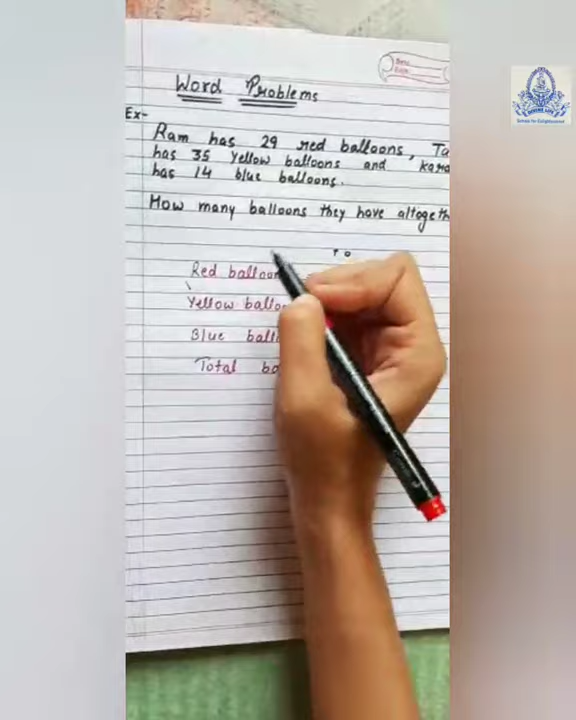 Word Problems
Ex-
Ram has 29 red balloons,
has 35 yellow balloons and
has 14 blue balloons.
How many balloons they have
T O
Red
Yellow
Blue
Total